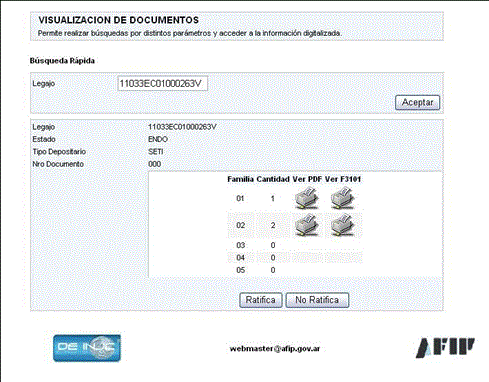 VISUALIZACION DE DOCUMENTOS
Permite realizar búsquedas por distintos parámetros y acceder a la información digitalizada.
Búsqueda Rápida
Legajo 11033EC01000263V
Aceptar
Legajo 11033EC01000263V
Estado ENDO
Tipo Depositario SETI
Nro Documento 000
Familia Cantidad Ver PDF Ver F3101
01 1
02 2
03 0
04 0
05 0
Ratifica No Ratifica
webmaster@afip.gov.ar
AFIP